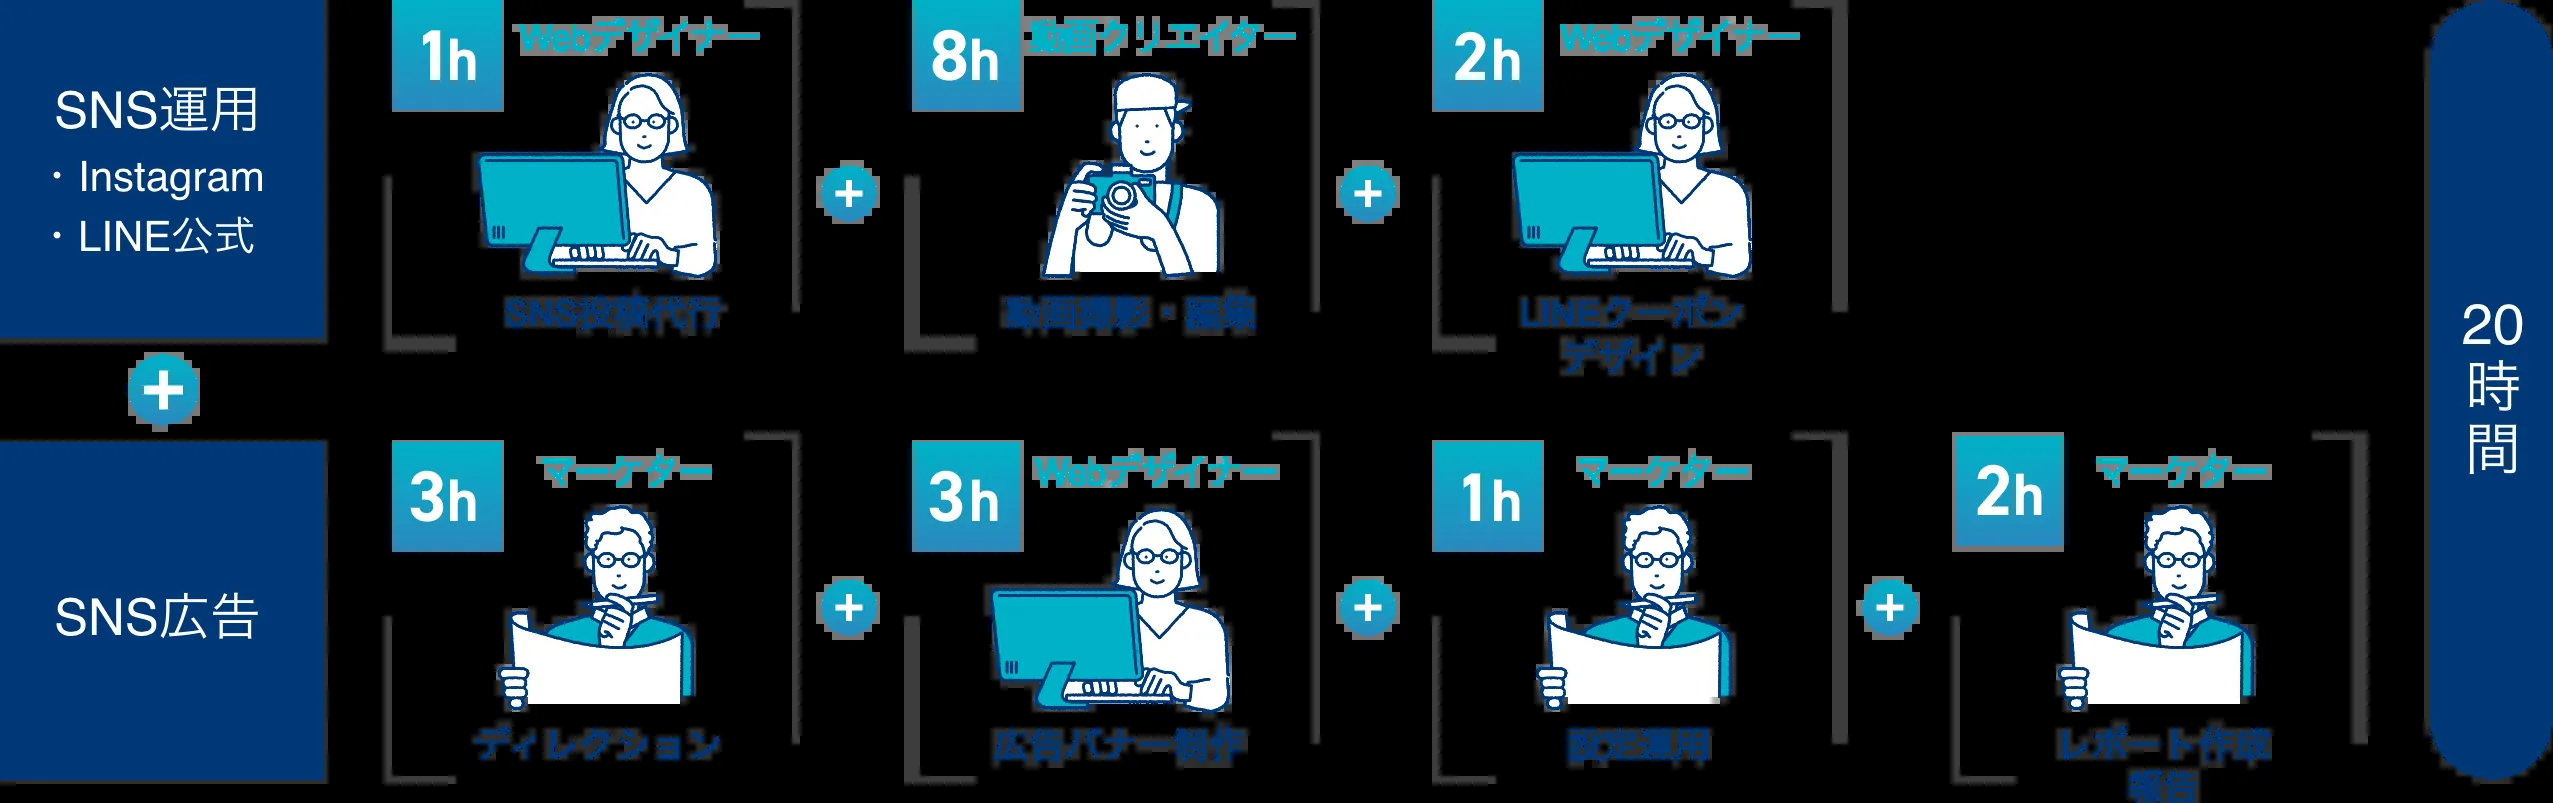 SNS運用
・Instagram
・LINE公式
1h
Webデザイナー
SNS投稿代行
+
8h
動画クリエイター
動画撮影・編集
+
2h
Webデザイナー
LINEクーポン
デザイン
+
SNS広告
3h
マーケター
ディレクション
+
3h
Webデザイナー
広告バナー制作
+
1h
マーケター
設定運用
+
2h
マーケター
レポート作成
報告
20
時
間